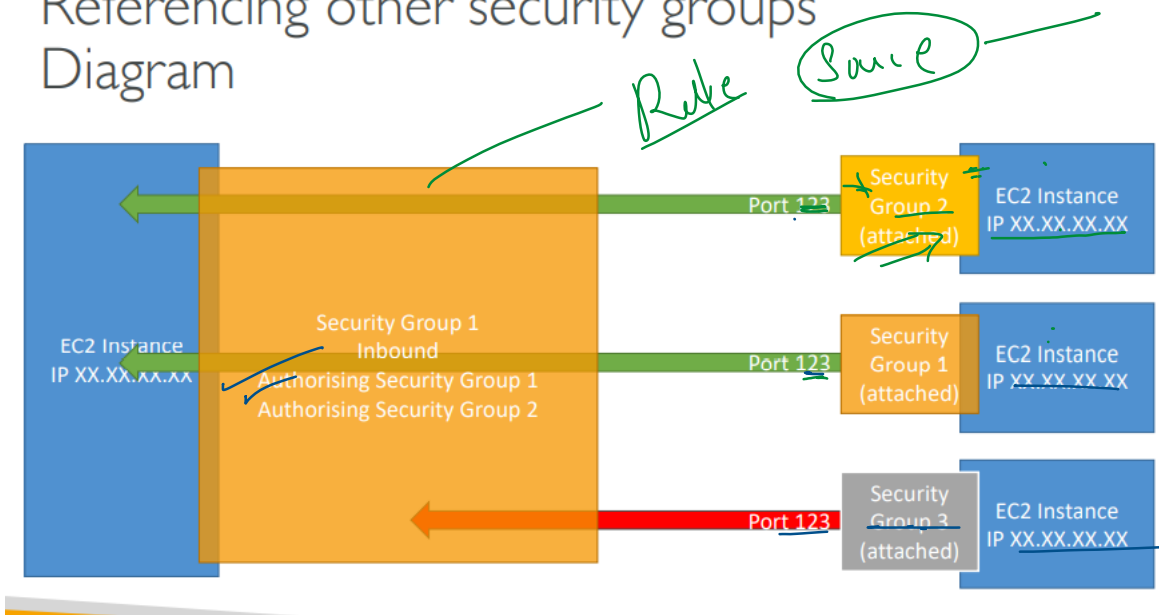 Referencing other security groups
Diagram
Rule Source
Port 123
Security
Group 2
(attached)
EC2 Instance
IP XX.XX.XX.XX
EC2 Instance
IP XX.XX.XX.XX
Security Group 1
Inbound
Authorising Security Group 1
Authorising Security Group 2
Port 123
Security
Group 1
(attached)
EC2 Instance
IP XX.XX.XX.XX
Port 123
Security
Group 3
(attached)
EC2 Instance
IP XX.XX.XX.XX